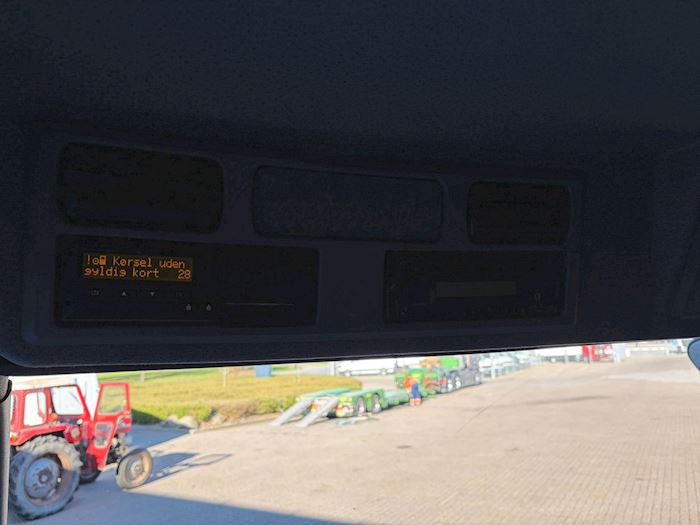 ! Kørsel uden
gyldig kort 28